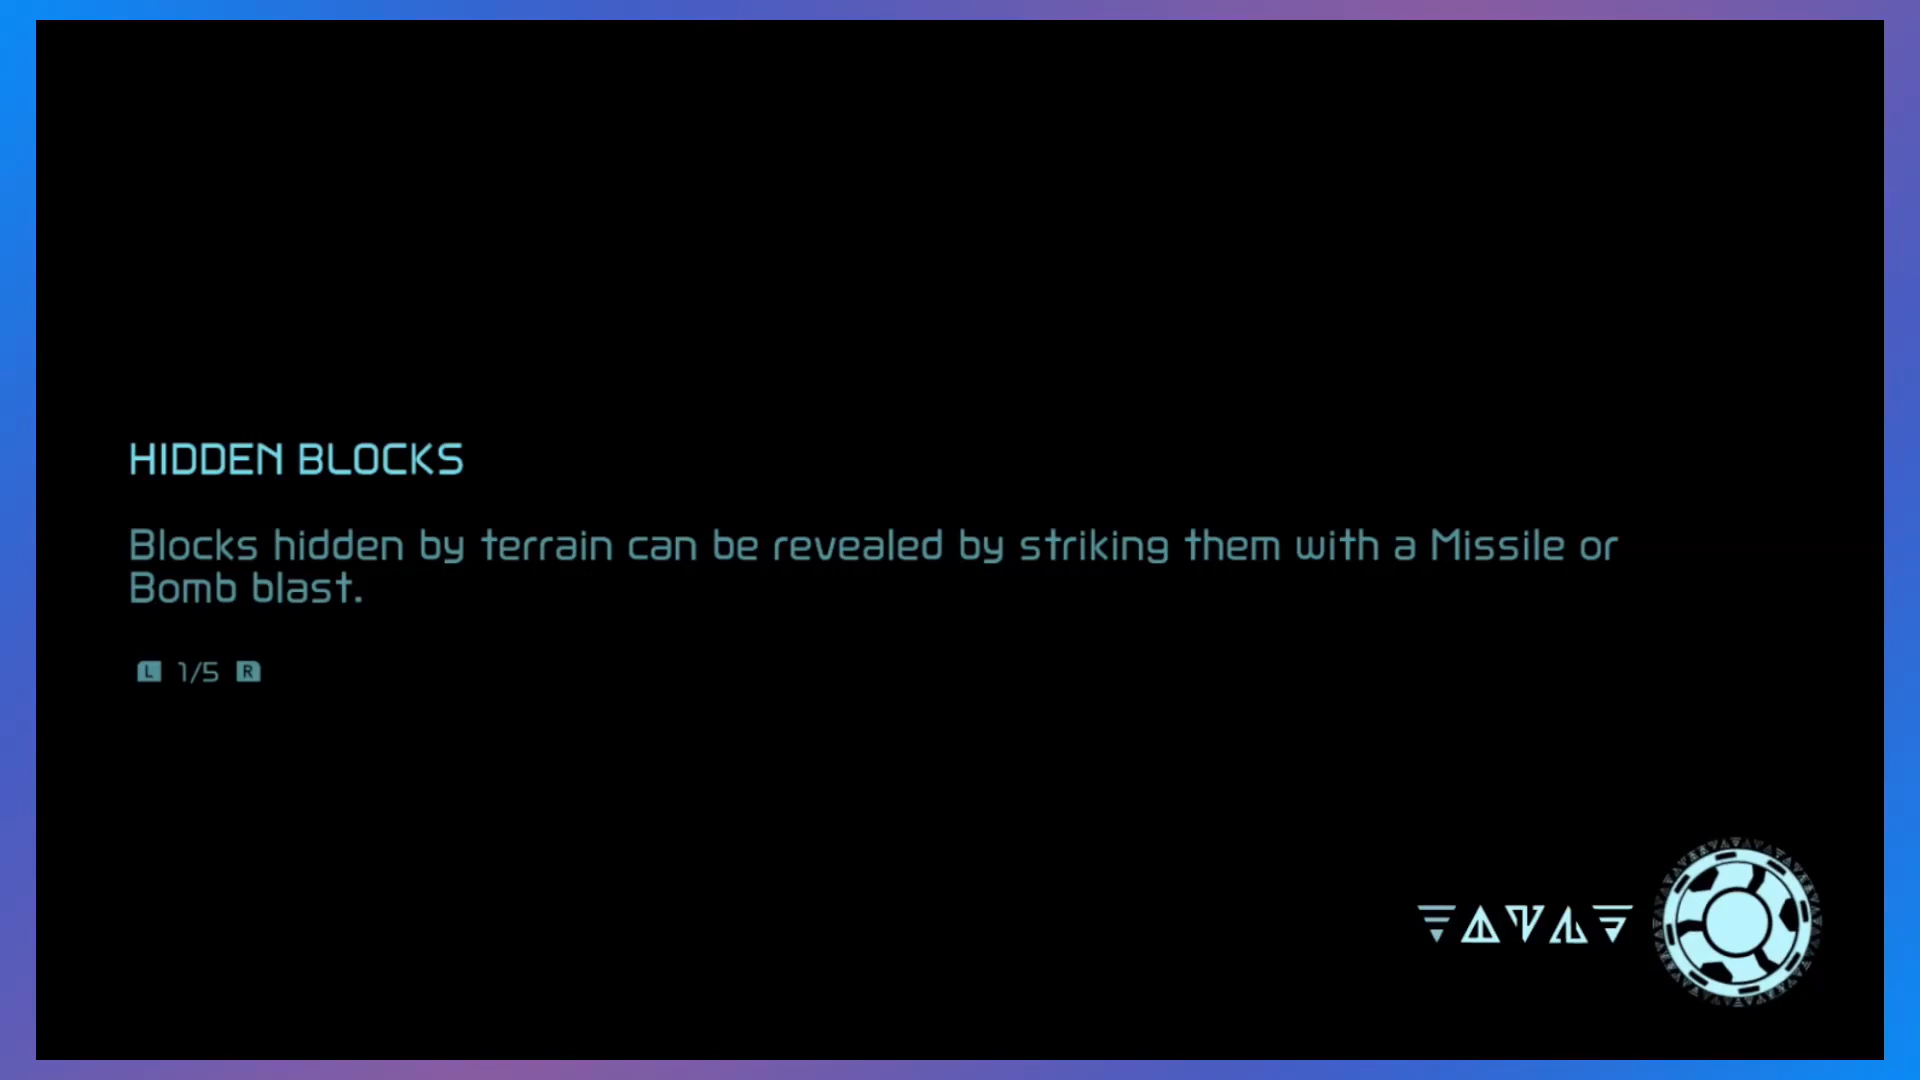 HIDDEN BLOCKS
Blocks hidden by terrain can be revealed by striking them with a Missile or
Bomb blast.
L 1/5 R